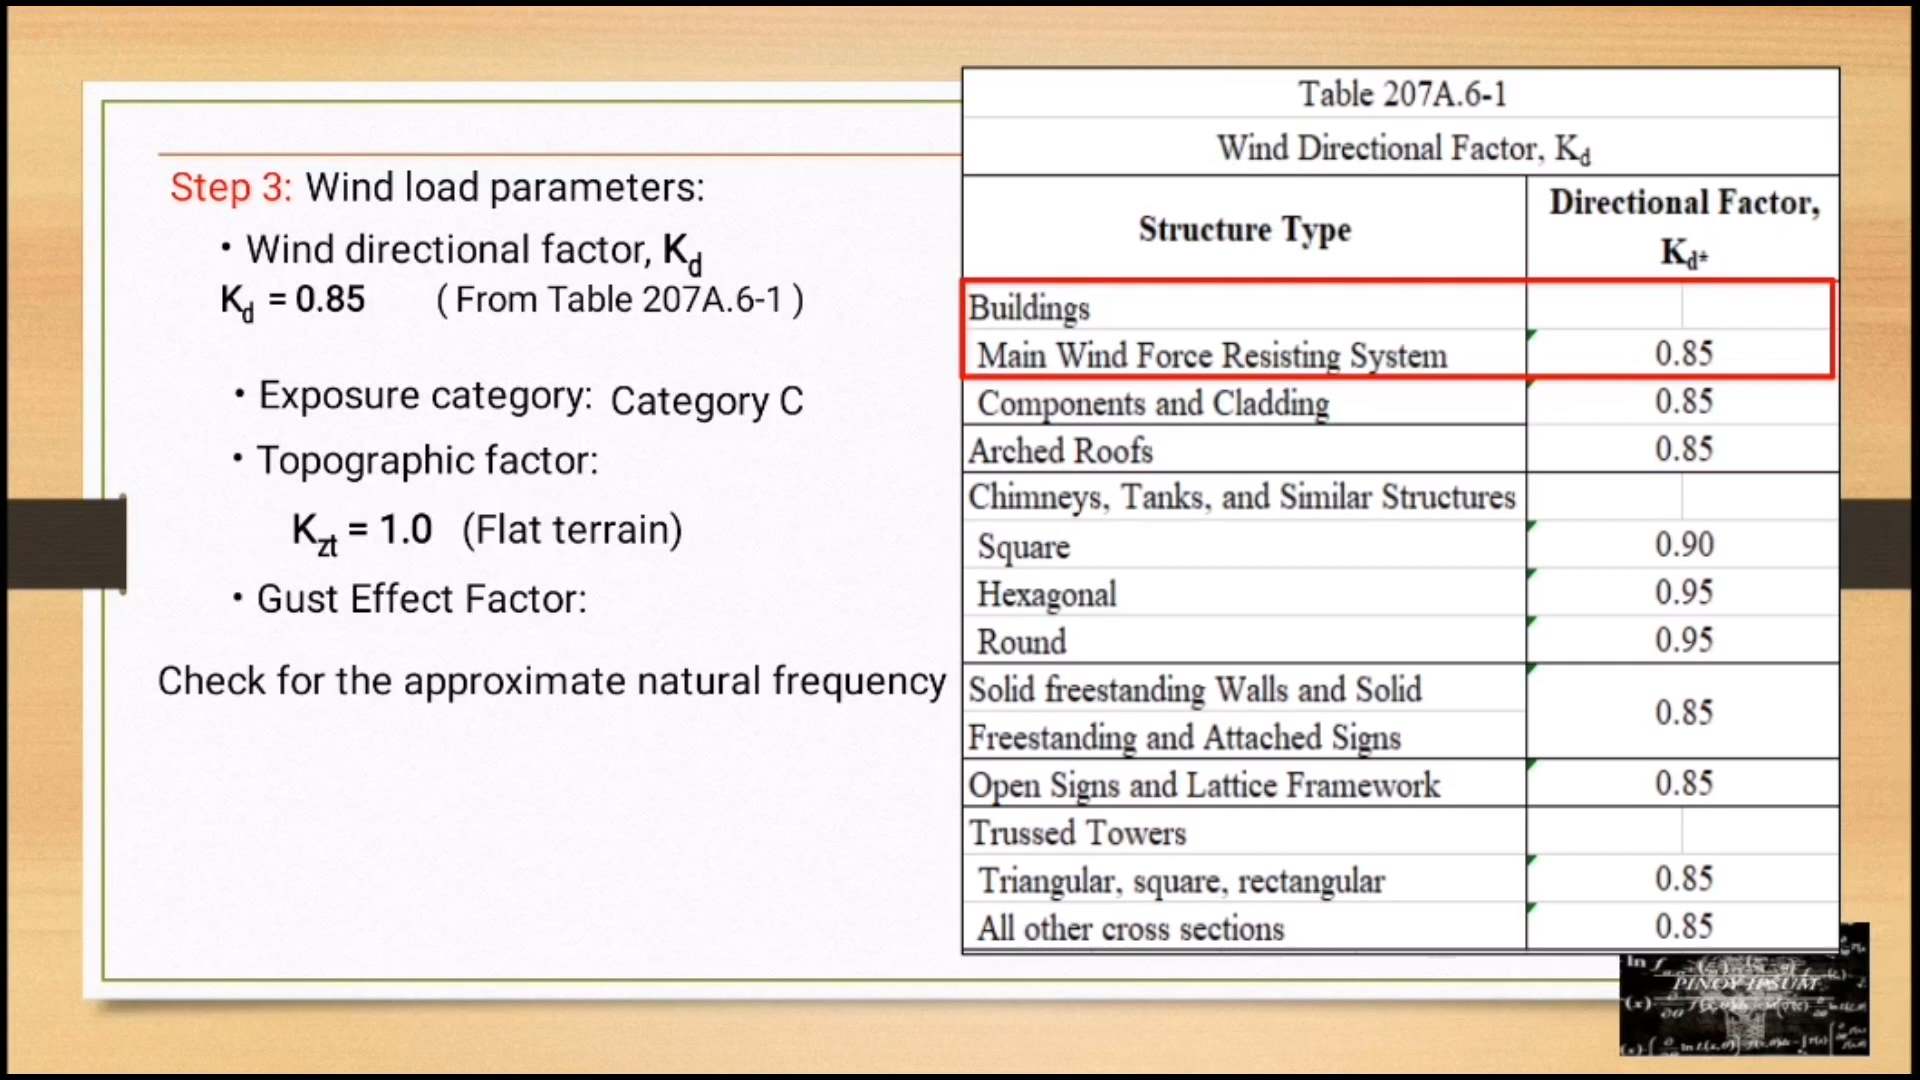 Step 3: Wind load parameters:
• Wind directional factor, Kd
Kd = 0.85 ( From Table 207A.6-1 )
• Exposure category: Category C
• Topographic factor:
Kzt = 1.0 (Flat terrain)
• Gust Effect Factor:
Check for the approximate natural frequency
Table 207A.6-1
Wind Directional Factor, Kd
Structure Type
Directional Factor,
Kd*
Buildings
Main Wind Force Resisting System 0.85
Components and Cladding 0.85
Arched Roofs 0.85
Chimneys, Tanks, and Similar Structures
Square 0.90
Hexagonal 0.95
Round 0.95
Solid freestanding Walls and Solid
Freestanding and Attached Signs 0.85
Open Signs and Lattice Framework 0.85
Trussed Towers
Triangular, square, rectangular 0.85
All other cross sections 0.85
PINOY IPSUM